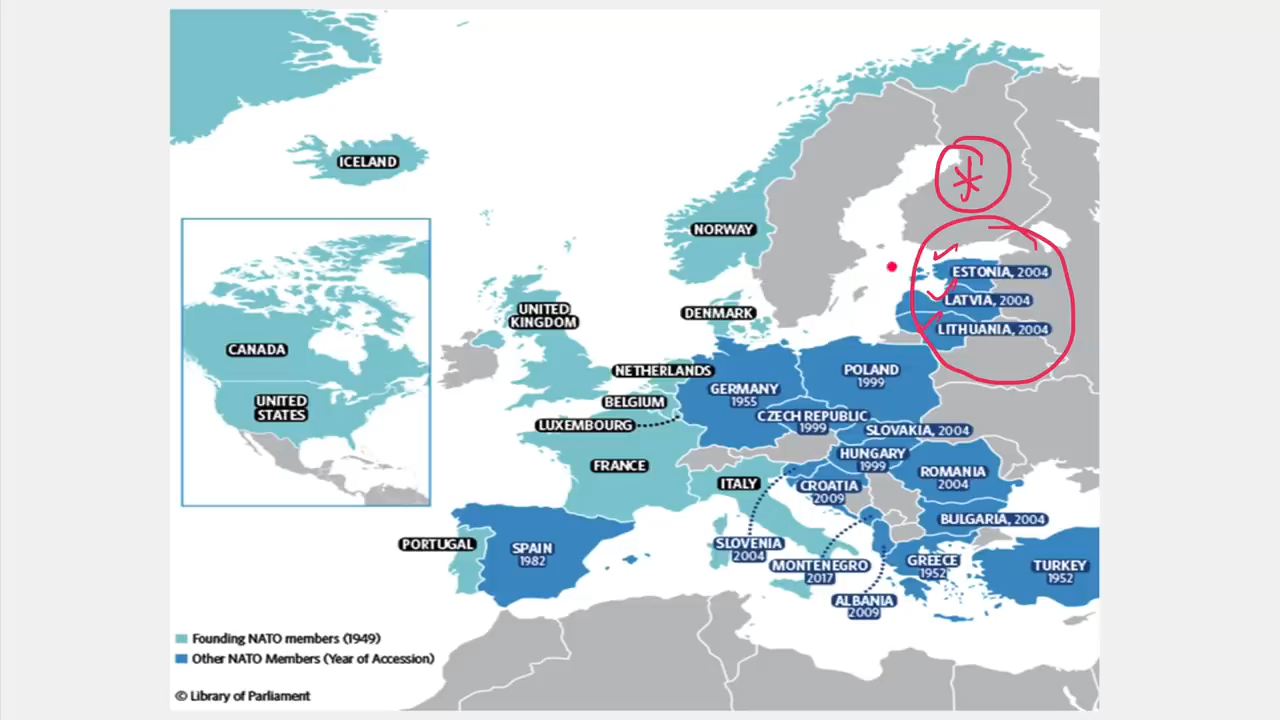 ICELAND
NORWAY
ESTONIA, 2004
LATVIA, 2004
LITHUANIA, 2004
UNITED
KINGDOM
DENMARK
CANADA
UNITED
STATES
NETHERLANDS
BELGIUM
LUXEMBOURG
GERMANY
1955
POLAND
1999
CZECH REPUBLIC
1999
SLOVAKIA, 2004
FRANCE
HUNGARY
1999
ROMANIA
2004
ITALY
CROATIA
2009
BULGARIA, 2004
PORTUGAL
SPAIN
1982
SLOVENIA
2004
MONTENEGRO
2017
GREECE
1952
TURKEY
1952
ALBANIA
2009
Founding NATO members (1949)
Other NATO Members (Year of Accession)
© Library of Parliament